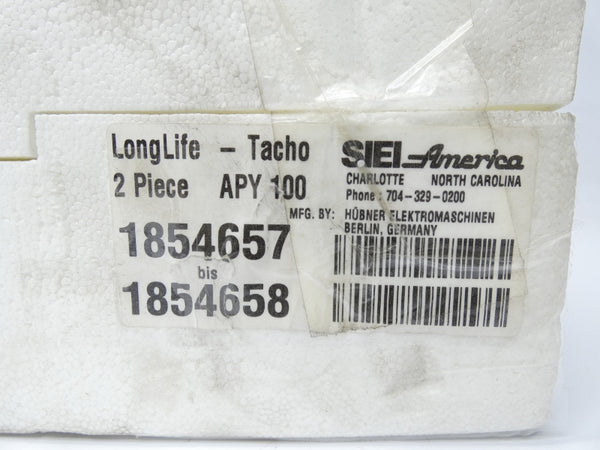 LongLife - Tacho
2 Piece APY 100
1854657
bis
1854658
SIEI America
CHARLOTTE NORTH CAROLINA
Phone: 704-329-0200
MFG. BY: HÜBNER ELEKTROMASCHINEN
BERLIN, GERMANY